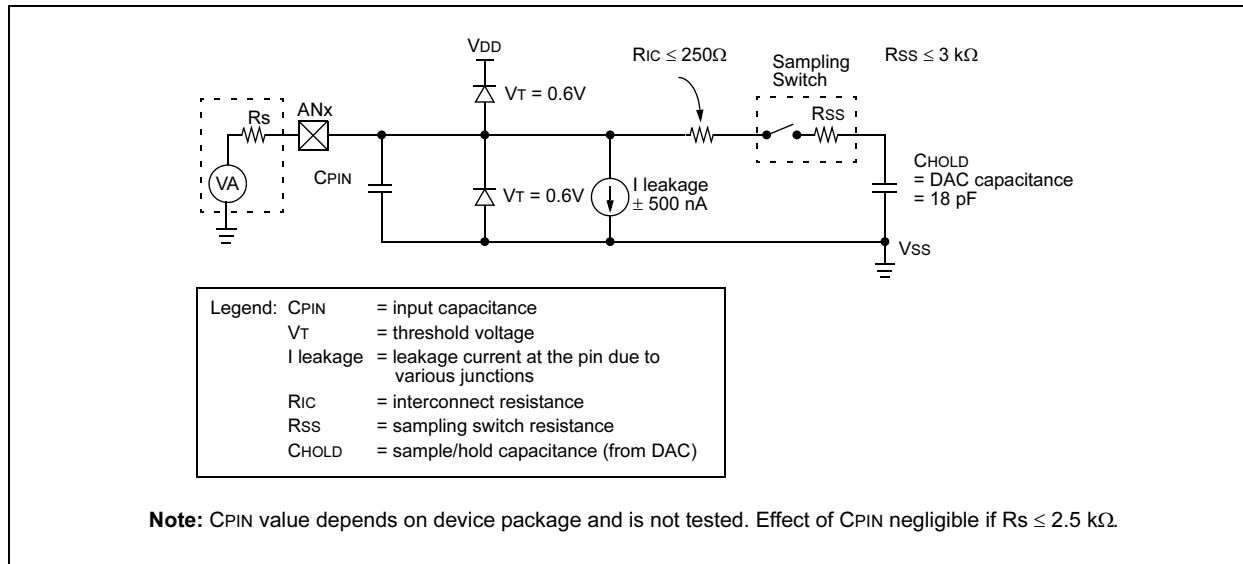 VDD
RIC ≤ 250Ω
Sampling
Switch
RSS ≤ 3 kΩ
VT = 0.6V
Rs
ANx
RSS
VA
CPIN
VT = 0.6V
I leakage
± 500 nA
CHOLD
= DAC capacitance
= 18 pF
VSS
Legend: CPIN = input capacitance
VT = threshold voltage
I leakage = leakage current at the pin due to
various junctions
RIC = interconnect resistance
RSS = sampling switch resistance
CHOLD = sample/hold capacitance (from DAC)
Note: CPIN value depends on device package and is not tested. Effect of CPIN negligible if Rs ≤ 2.5 kΩ.